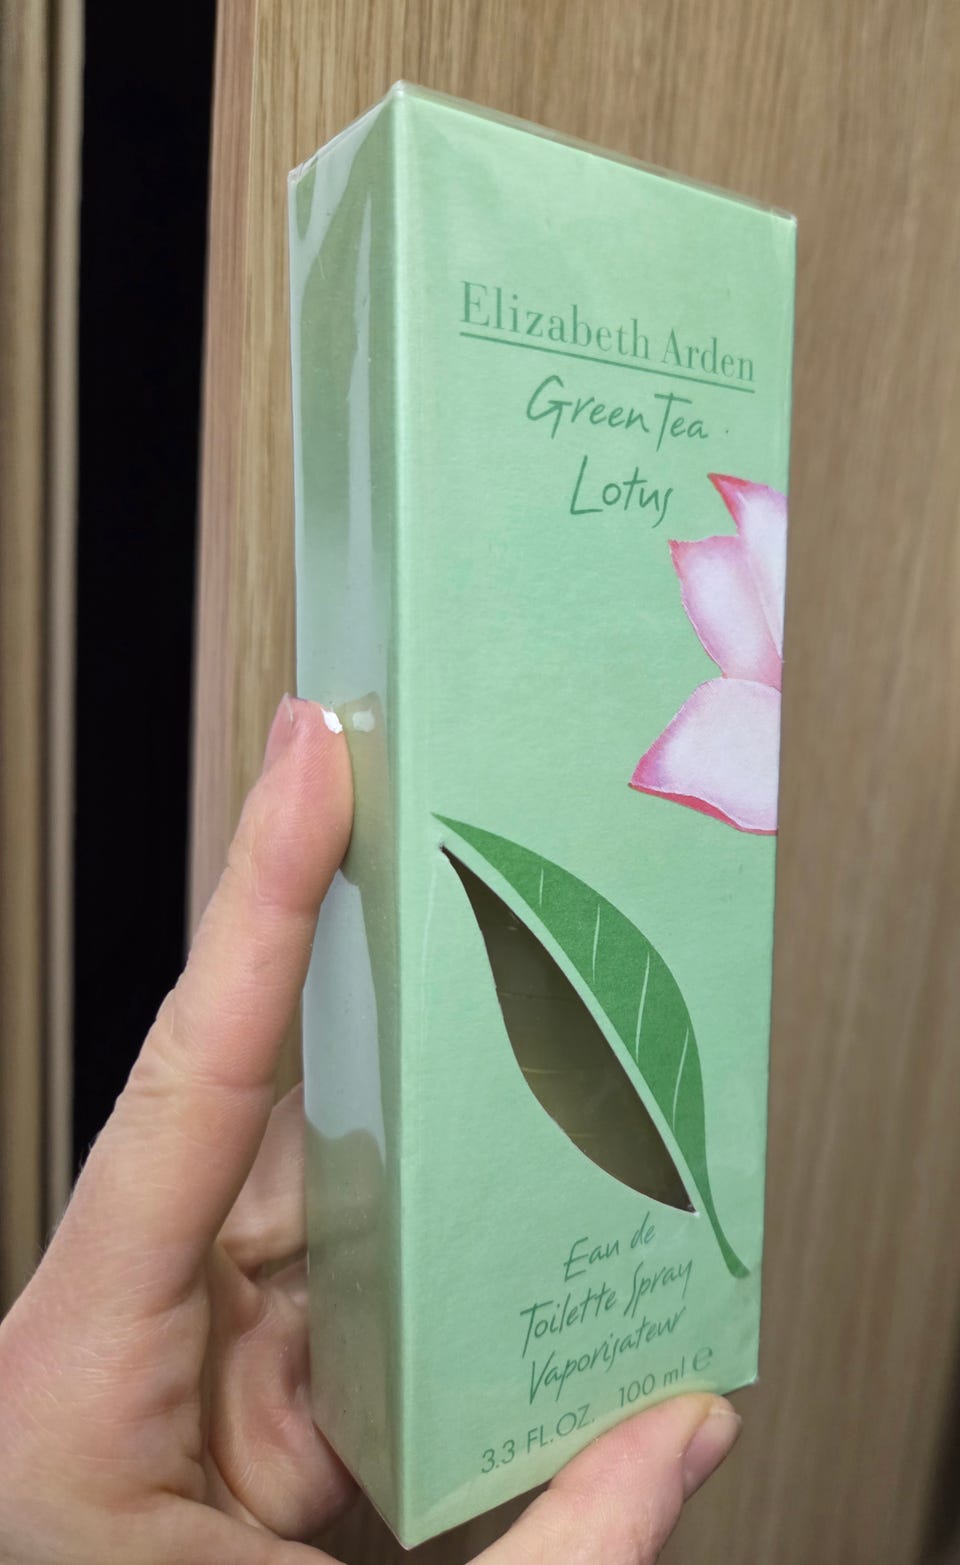 Elizabeth Arden
Green Tea
Lotus
Eau de
Toilette Spray
Vaporisateur
3.3 FL.OZ. 100 ml ℮